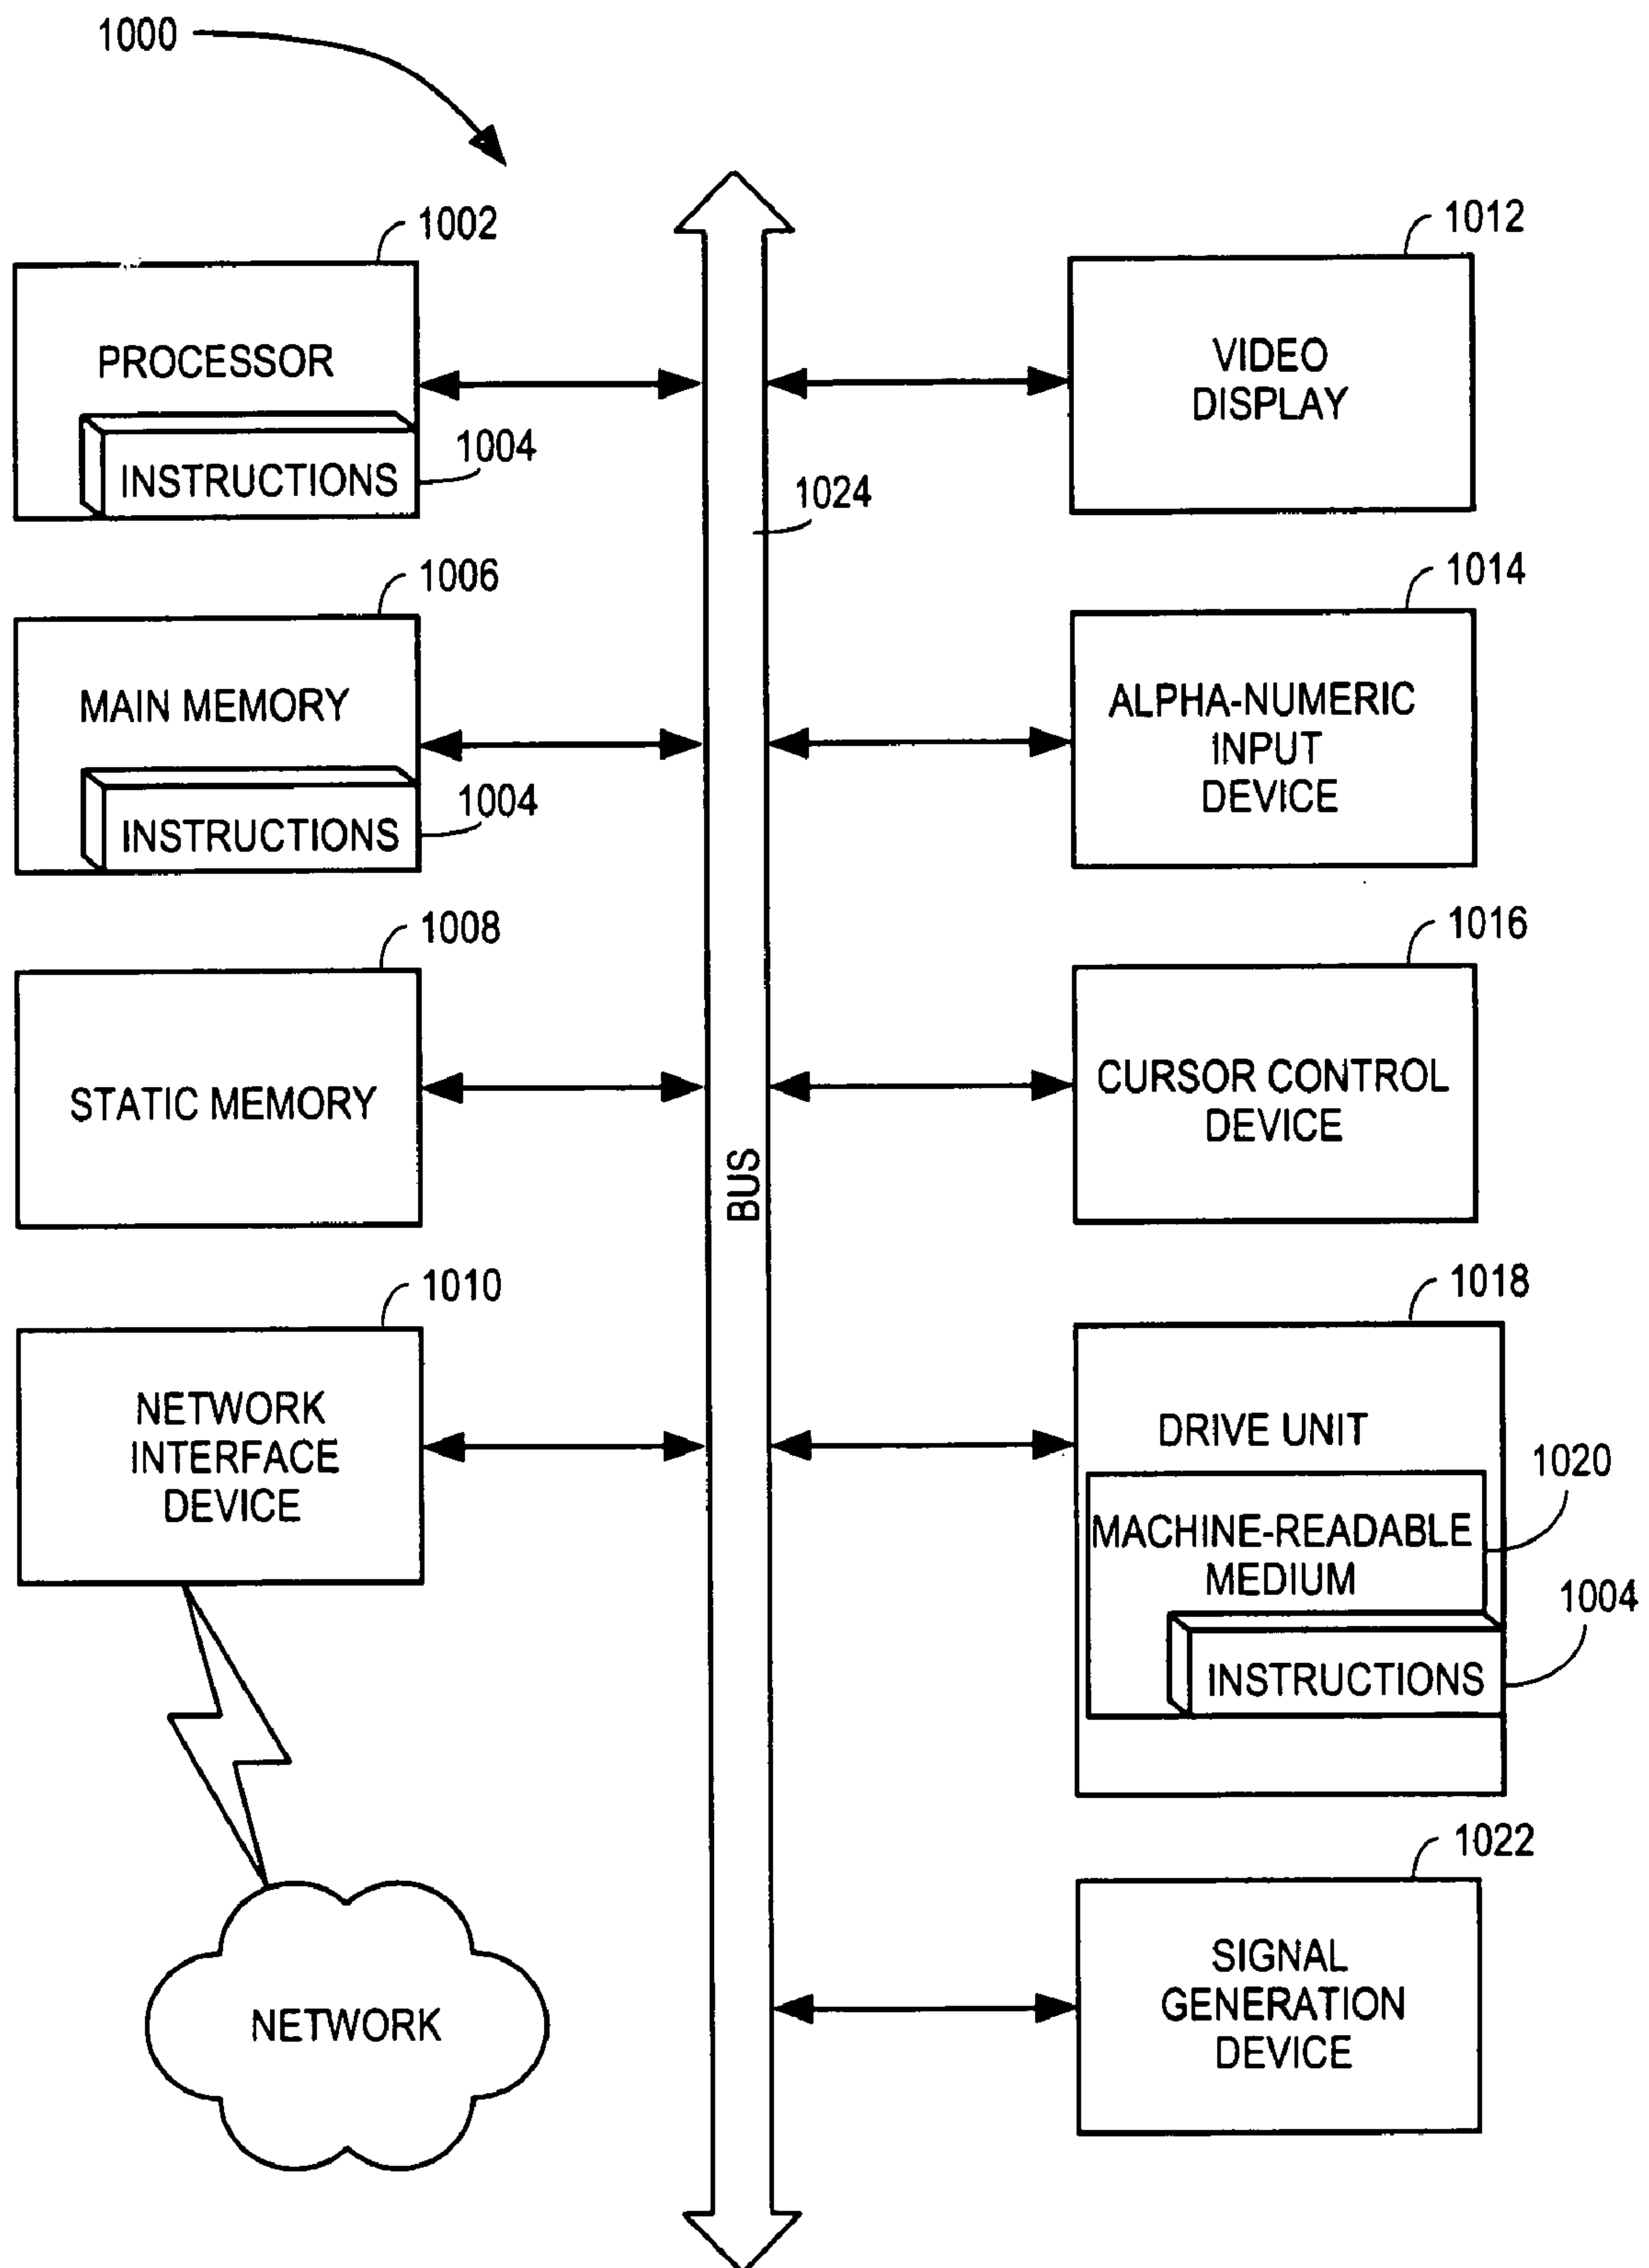 1000
1002
PROCESSOR
INSTRUCTIONS
1004
1006
MAIN MEMORY
INSTRUCTIONS
1004
1008
STATIC MEMORY
1010
NETWORK
INTERFACE
DEVICE
NETWORK
1024
BUS
1012
VIDEO
DISPLAY
1014
ALPHA-NUMERIC
INPUT
DEVICE
1016
CURSOR CONTROL
DEVICE
1018
DRIVE UNIT
1020
MACHINE-READABLE
MEDIUM
1004
INSTRUCTIONS
1022
SIGNAL
GENERATION
DEVICE